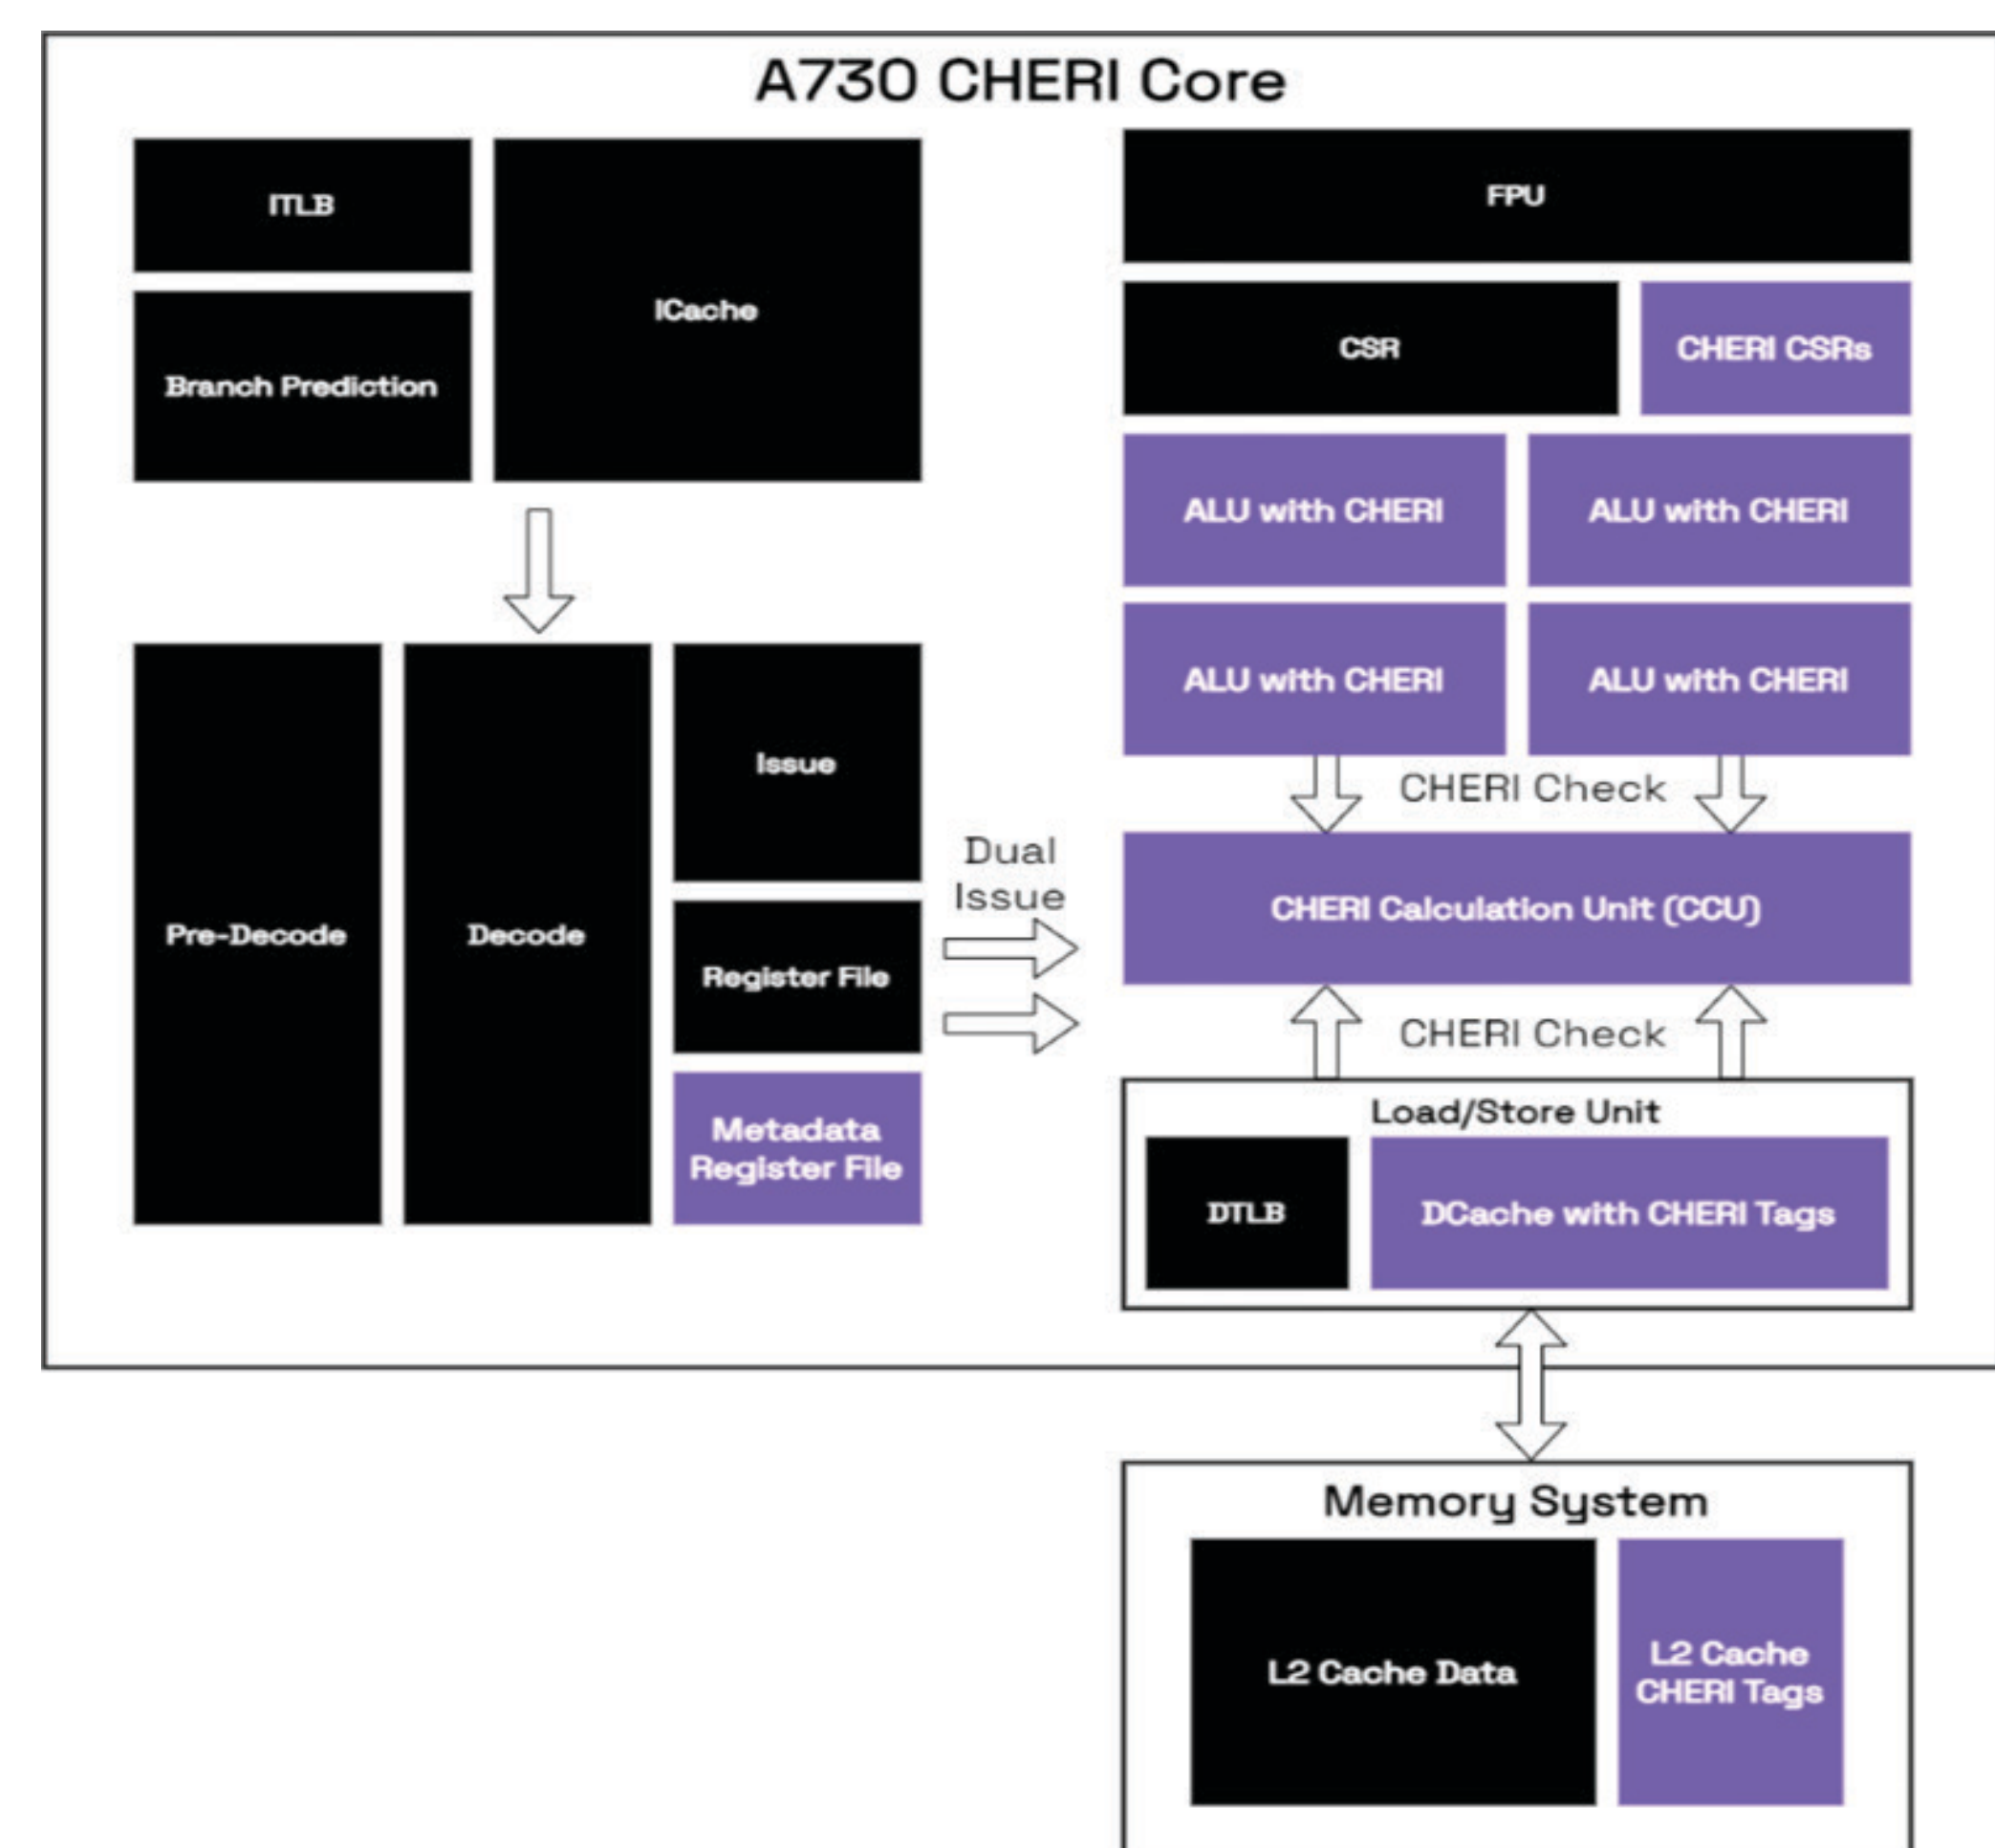 A730 CHERI Core
ITLB
ICache
Branch Prediction
FPU
CSR
CHERI CSRs
ALU with CHERI
ALU with CHERI
ALU with CHERI
ALU with CHERI
Pre-Decode
Decode
Issue
Register File
Metadata
Register File
Dual
Issue
CHERI Check
CHERI Calculation Unit (CCU)
CHERI Check
Load/Store Unit
DTLB
DCache with CHERI Tags
Memory System
L2 Cache Data
L2 Cache
CHERI Tags